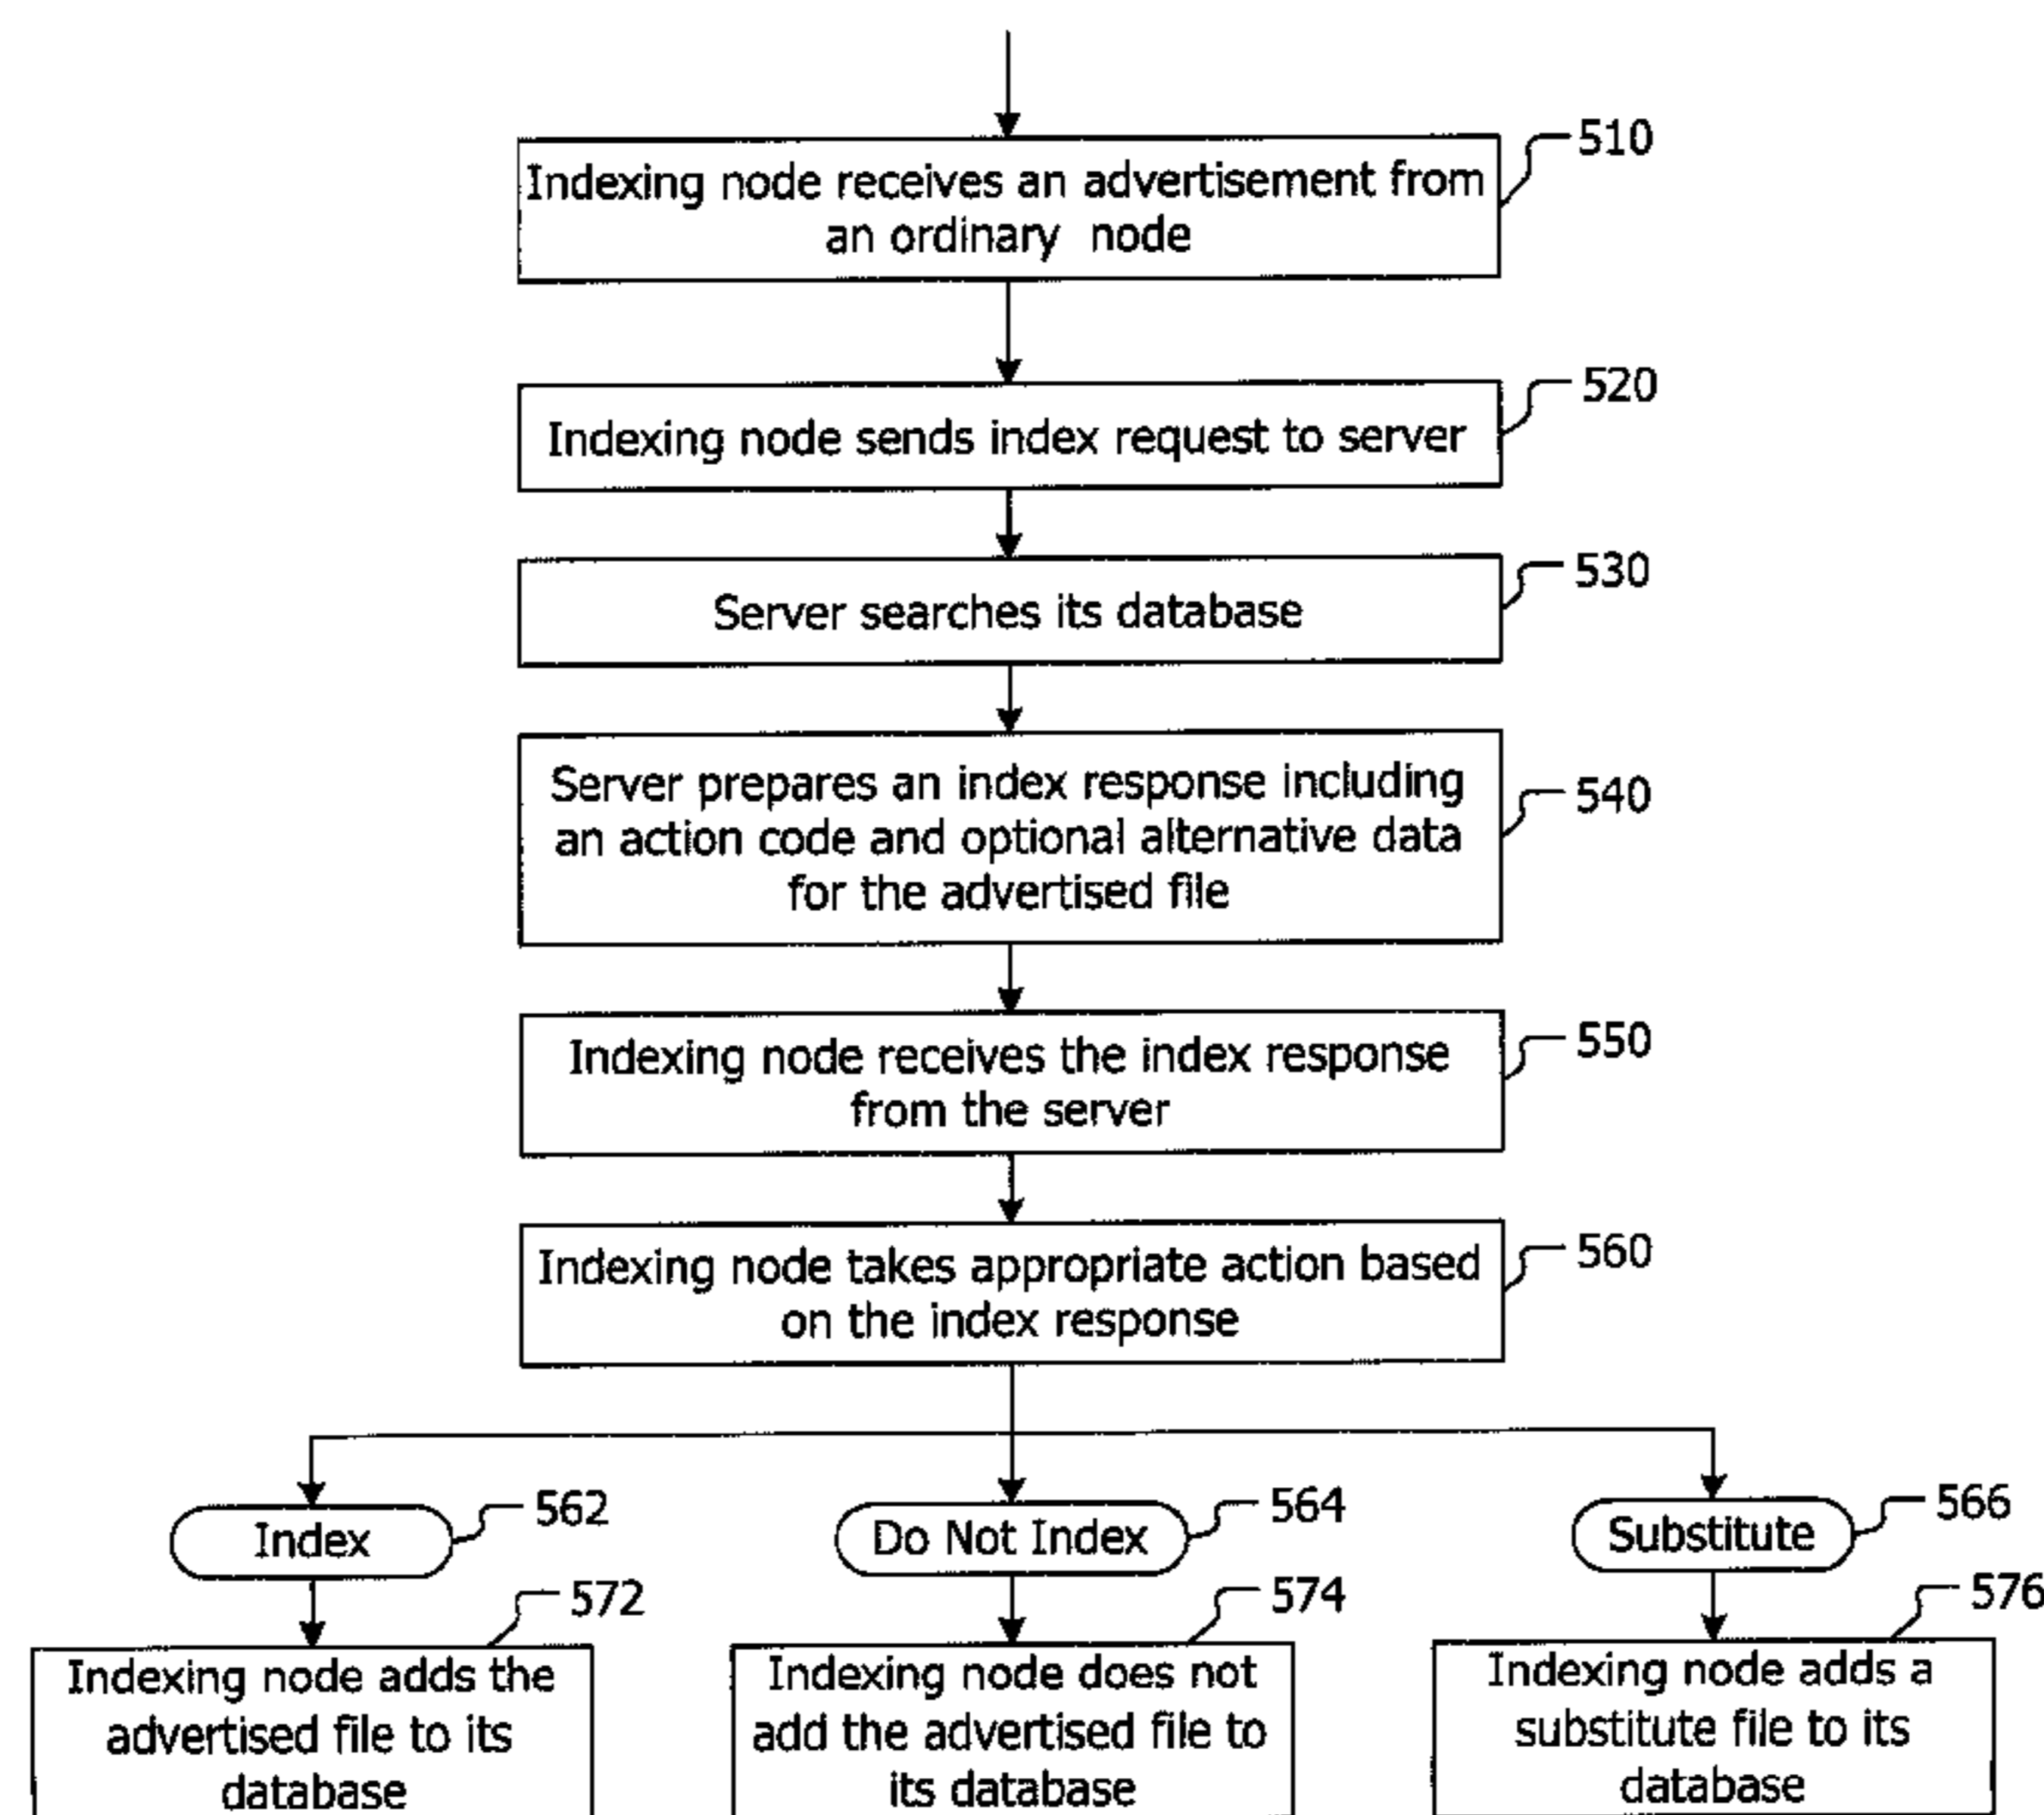 510
Indexing node receives an advertisement from
an ordinary node
520
Indexing node sends index request to server
530
Server searches its database
540
Server prepares an index response including
an action code and optional alternative data
for the advertised file
550
Indexing node receives the index response
from the server
560
Indexing node takes appropriate action based
on the index response
Index
562
Do Not Index
564
Substitute
566
572
Indexing node adds the
advertised file to its
database
574
Indexing node does not
add the advertised file to
its database
576
Indexing node adds a
substitute file to its
database